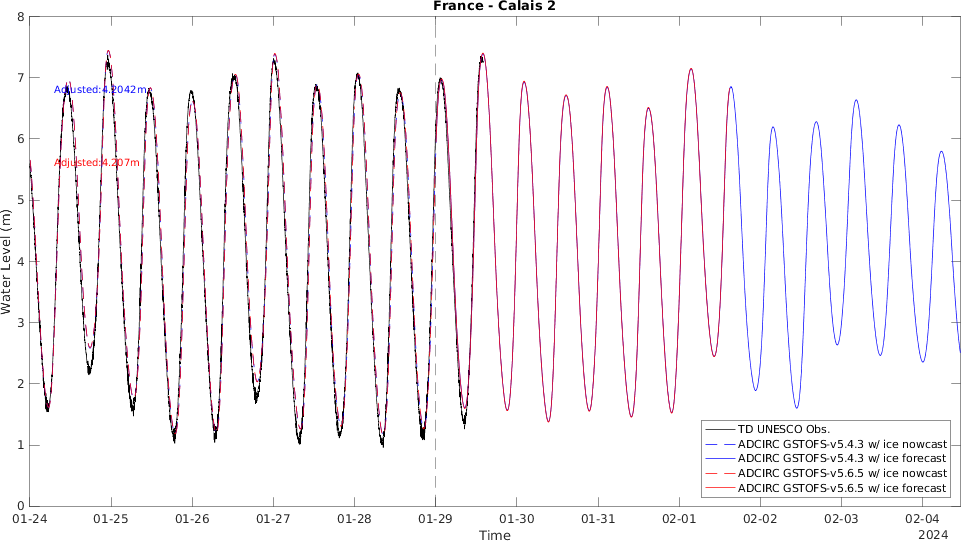 France - Calais 2
8
7
6
5
4
3
2
1
0
Water Level (m)
Adjusted:4.2042m
Adjusted:4.207m
TD UNESCO Obs.
ADCIRC GSTOFS-v5.4.3 w/ ice nowcast
ADCIRC GSTOFS-v5.4.3 w/ ice forecast
ADCIRC GSTOFS-v5.6.5 w/ ice nowcast
ADCIRC GSTOFS-v5.6.5 w/ ice forecast
01-24 01-25 01-26 01-27 01-28 01-29 01-30 01-31 02-01 02-02 02-03 02-04
Time
2024